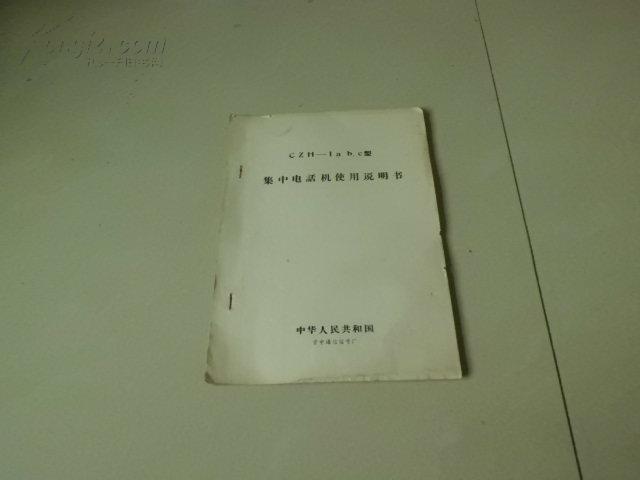 CZH—1a b.c型
集中电話机使用说明书
中华人民共和国